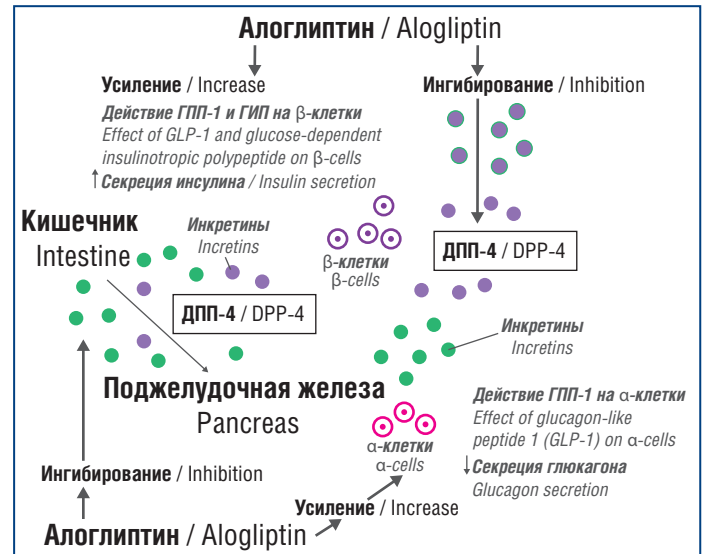 Алоглиптин / Alogliptin
Усиление / Increase
Ингибирование / Inhibition
Действие ГПП-1 и ГИП на β-клетки
Effect of GLP-1 and glucose-dependent
insulinotropic polypeptide on β-cells
↑ Секреция инсулина / Insulin secretion
Кишечник
Intestine
Инкретины
Incretins
β-клетки
β-cells
ДПП-4 / DPP-4
ДПП-4 / DPP-4
Инкретины
Incretins
Поджелудочная железа
Pancreas
Действие ГПП-1 на α-клетки
Effect of glucagon-like
peptide 1 (GLP-1) on α-cells
↓ Секреция глюкагона
Glucagon secretion
α-клетки
α-cells
Ингибирование / Inhibition
Усиление / Increase
Алоглиптин / Alogliptin